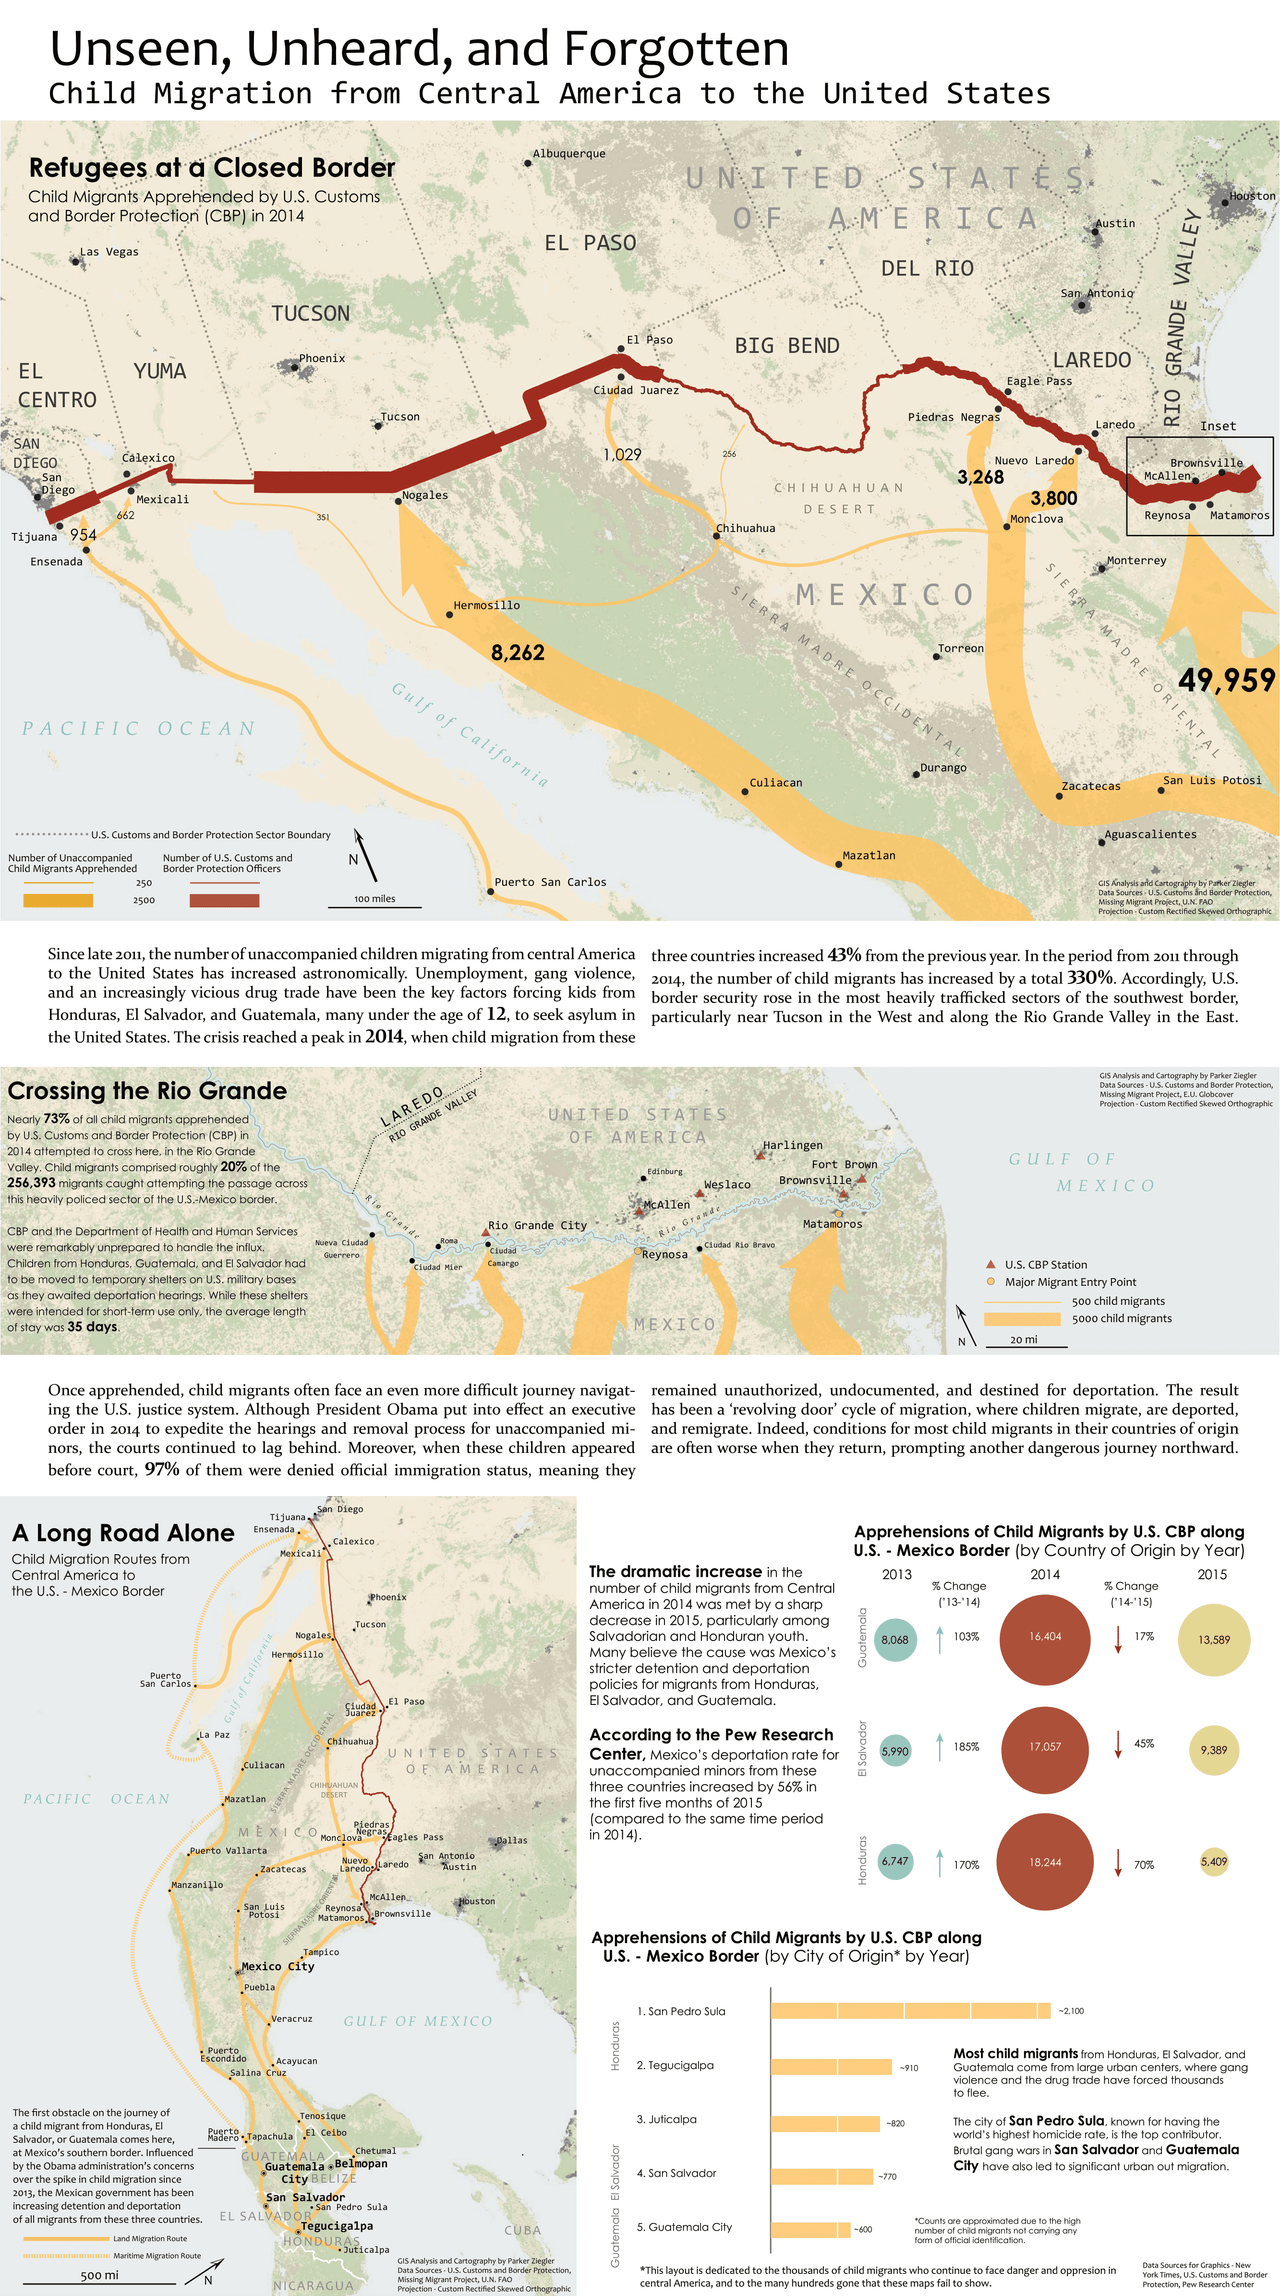 Unseen, Unheard, and Forgotten
Child Migration from Central America to the United States
Refugees at a Closed Border
Child Migrants Apprehended by U.S. Customs
and Border Protection (CBP) in 2014
UNITED STATES
OF AMERICA
Albuquerque
Houston
Austin
Las Vegas
EL PASO
DEL RIO
RIO GRANDE VALLEY
San Antonio
TUCSON
BIG BEND
LAREDO
El Paso
Phoenix
Ciudad Juarez
Eagle Pass
EL
CENTRO
YUMA
Piedras Negras
Tucson
Laredo
Inset
SAN
DIEGO
Calexico
1,029
256
Nuevo Laredo
Brownsville
McAllen
San
Diego
Mexicali
Nogales
3,268
3,800
CHIHUAHUAN
DESERT
Reynosa
Matamoros
662
351
Tijuana
954
Chihuahua
Monclova
Ensenada
Monterrey
MEXICO
Hermosillo
SIERRA MADRE OCCIDENTAL
SIERRA MADRE ORIENTAL
8,262
Torreon
49,959
Gulf of California
PACIFIC OCEAN
Durango
Culiacan
Zacatecas
San Luis Potosi
Aguascalientes
Mazatlan
Puerto San Carlos
U.S. Customs and Border Protection Sector Boundary
Number of Unaccompanied
Child Migrants Apprehended
Number of U.S. Customs and
Border Protection Officers
250
2500
N
100 miles
GIS Analysis and Cartography by Parker Ziegler
Data Sources - U.S. Customs and Border Protection,
Missing Migrant Project, U.N. FAO
Projection - Custom Rectified Skewed Orthographic
Since late 2011, the number of unaccompanied children migrating from central America
to the United States has increased astronomically. Unemployment, gang violence,
and an increasingly vicious drug trade have been the key factors forcing kids from
Honduras, El Salvador, and Guatemala, many under the age of 12, to seek asylum in
the United States. The crisis reached a peak in 2014, when child migration from these
three countries increased 43% from the previous year. In the period from 2011 through
2014, the number of child migrants has increased by a total 330%. Accordingly, U.S.
border security rose in the most heavily trafficked sectors of the southwest border,
particularly near Tucson in the West and along the Rio Grande Valley in the East.
Crossing the Rio Grande
Nearly 73% of all child migrants apprehended
by U.S. Customs and Border Protection (CBP) in
2014 attempted to cross here, in the Rio Grande
Valley. Child migrants comprised roughly 20% of the
256,393 migrants caught attempting the passage across
this heavily policed sector of the U.S.-Mexico border.
CBP and the Department of Health and Human Services
were remarkably unprepared to handle the influx.
Children from Honduras, Guatemala, and El Salvador had
to be moved to temporary shelters on U.S. military bases
as they awaited deportation hearings. While these shelters
were intended for short-term use only, the average length
of stay was 35 days.
LAREDO
RIO GRANDE VALLEY
UNITED STATES
OF AMERICA
Harlingen
Edinburg
Fort Brown
Weslaco
Brownsville
McAllen
Rio Grande
Rio Grande City
Rio Grande
Matamoros
Nueva Ciudad
Guerrero
Roma
Ciudad
Camargo
Reynosa
Ciudad Rio Bravo
Ciudad Mier
MEXICO
GULF OF
MEXICO
GIS Analysis and Cartography by Parker Ziegler
Data Sources - U.S. Customs and Border Protection,
Missing Migrant Project, E.U. Globcover
Projection - Custom Rectified Skewed Orthographic
U.S. CBP Station
Major Migrant Entry Point
500 child migrants
5000 child migrants
N
20 mi
Once apprehended, child migrants often face an even more difficult journey navigat-
ing the U.S. justice system. Although President Obama put into effect an executive
order in 2014 to expedite the hearings and removal process for unaccompanied mi-
nors, the courts continued to lag behind. Moreover, when these children appeared
before court, 97% of them were denied official immigration status, meaning they
remained unauthorized, undocumented, and destined for deportation. The result
has been a ‘revolving door’ cycle of migration, where children migrate, are deported,
and remigrate. Indeed, conditions for most child migrants in their countries of origin
are often worse when they return, prompting another dangerous journey northward.
A Long Road Alone
Child Migration Routes from
Central America to
the U.S. - Mexico Border
San Diego
Tijuana
Ensenada
Calexico
Mexicali
Phoenix
Tucson
Nogales
Hermosillo
Puerto
San Carlos
Gulf of California
El Paso
Ciudad
Juarez
La Paz
Chihuahua
UNITED STATES
OF AMERICA
SIERRA MADRE OCCIDENTAL
Culiacan
CHIHUAHUAN
DESERT
PACIFIC OCEAN
Mazatlan
MEXICO
Piedras
Negras
Eagles Pass
Monclova
Dallas
Puerto Vallarta
Nuevo
Laredo
Laredo
San Antonio
Austin
Zacatecas
Manzanillo
SIERRA MADRE ORIENTAL
McAllen
Houston
San Luis
Potosi
Reynosa
Matamoros
Brownsville
Tampico
Mexico City
Puebla
Veracruz
GULF OF MEXICO
Puerto
Escondido
Acayucan
Salina Cruz
Tenosique
Puerto
Madero
Tapachula
El Ceibo
Chetumal
GUATEMALA
Guatemala
City
Belmopan
BELIZE
San Salvador
San Pedro Sula
EL SALVADOR
Tegucigalpa
HONDURAS
Juticalpa
CUBA
NICARAGUA
The first obstacle on the journey of
a child migrant from Honduras, El
Salvador, or Guatemala comes here,
at Mexico's southern border. Influenced
by the Obama administration's concerns
over the spike in child migration since
2013, the Mexican government has been
increasing detention and deportation
of all migrants from these three countries.
Land Migration Route
Maritime Migration Route
500 mi
N
GIS Analysis and Cartography by Parker Ziegler
Data Sources - U.S. Customs and Border Protection,
Missing Migrant Project, U.N. FAO
Projection - Custom Rectified Skewed Orthographic
The dramatic increase in the
number of child migrants from Central
America in 2014 was met by a sharp
decrease in 2015, particularly among
Salvadorian and Honduran youth.
Many believe the cause was Mexico's
stricter detention and deportation
policies for migrants from Honduras,
El Salvador, and Guatemala.
According to the Pew Research
Center, Mexico's deportation rate for
unaccompanied minors from these
three countries increased by 56% in
the first five months of 2015
(compared to the same time period
in 2014).
Apprehensions of Child Migrants by U.S. CBP along
U.S. - Mexico Border (by Country of Origin by Year)
2013
% Change
('13-'14)
2014
% Change
('14-'15)
2015
Guatemala
8,068
103%
16,404
17%
13,589
El Salvador
5,990
185%
17,057
45%
9,389
Honduras
6,747
170%
18,244
70%
5,409
Apprehensions of Child Migrants by U.S. CBP along
U.S. - Mexico Border (by City of Origin* by Year)
Honduras
1. San Pedro Sula
~2,100
2. Tegucigalpa
~910
3. Juticalpa
~820
El Salvador
4. San Salvador
~770
Guatemala
5. Guatemala City
~600
Most child migrants from Honduras, El Salvador, and
Guatemala come from large urban centers, where gang
violence and the drug trade have forced thousands
to flee.
The city of San Pedro Sula, known for having the
world's highest homicide rate, is the top contributor.
Brutal gang wars in San Salvador and Guatemala
City have also led to significant urban out migration.
*Counts are approximated due to the high
number of child migrants not carrying any
form of official identification.
*This layout is dedicated to the thousands of child migrants who continue to face danger and oppresion in
central America, and to the many hundreds gone that these maps fail to show.
Data Sources for Graphics - New
York Times, U.S. Customs and Border
Protection, Pew Research Center